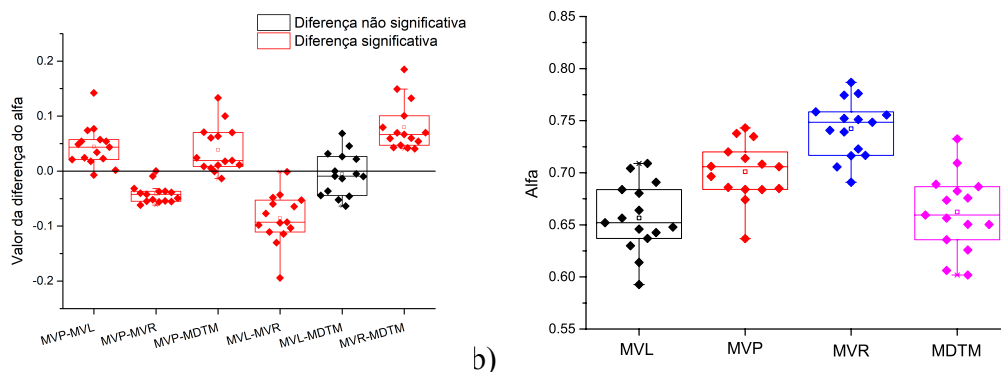 Diferença não significativa
Diferença significativa
Valor da diferença do alfa
0.2
0.1
0.0
-0.1
-0.2
MVP-MVL
MVP-MVR
MVP-MDTM
MVL-MVR
MVL-MDTM
MVR-MDTM
b)
Alfa
0.85
0.80
0.75
0.70
0.65
0.60
0.55
MVL
MVP
MVR
MDTM